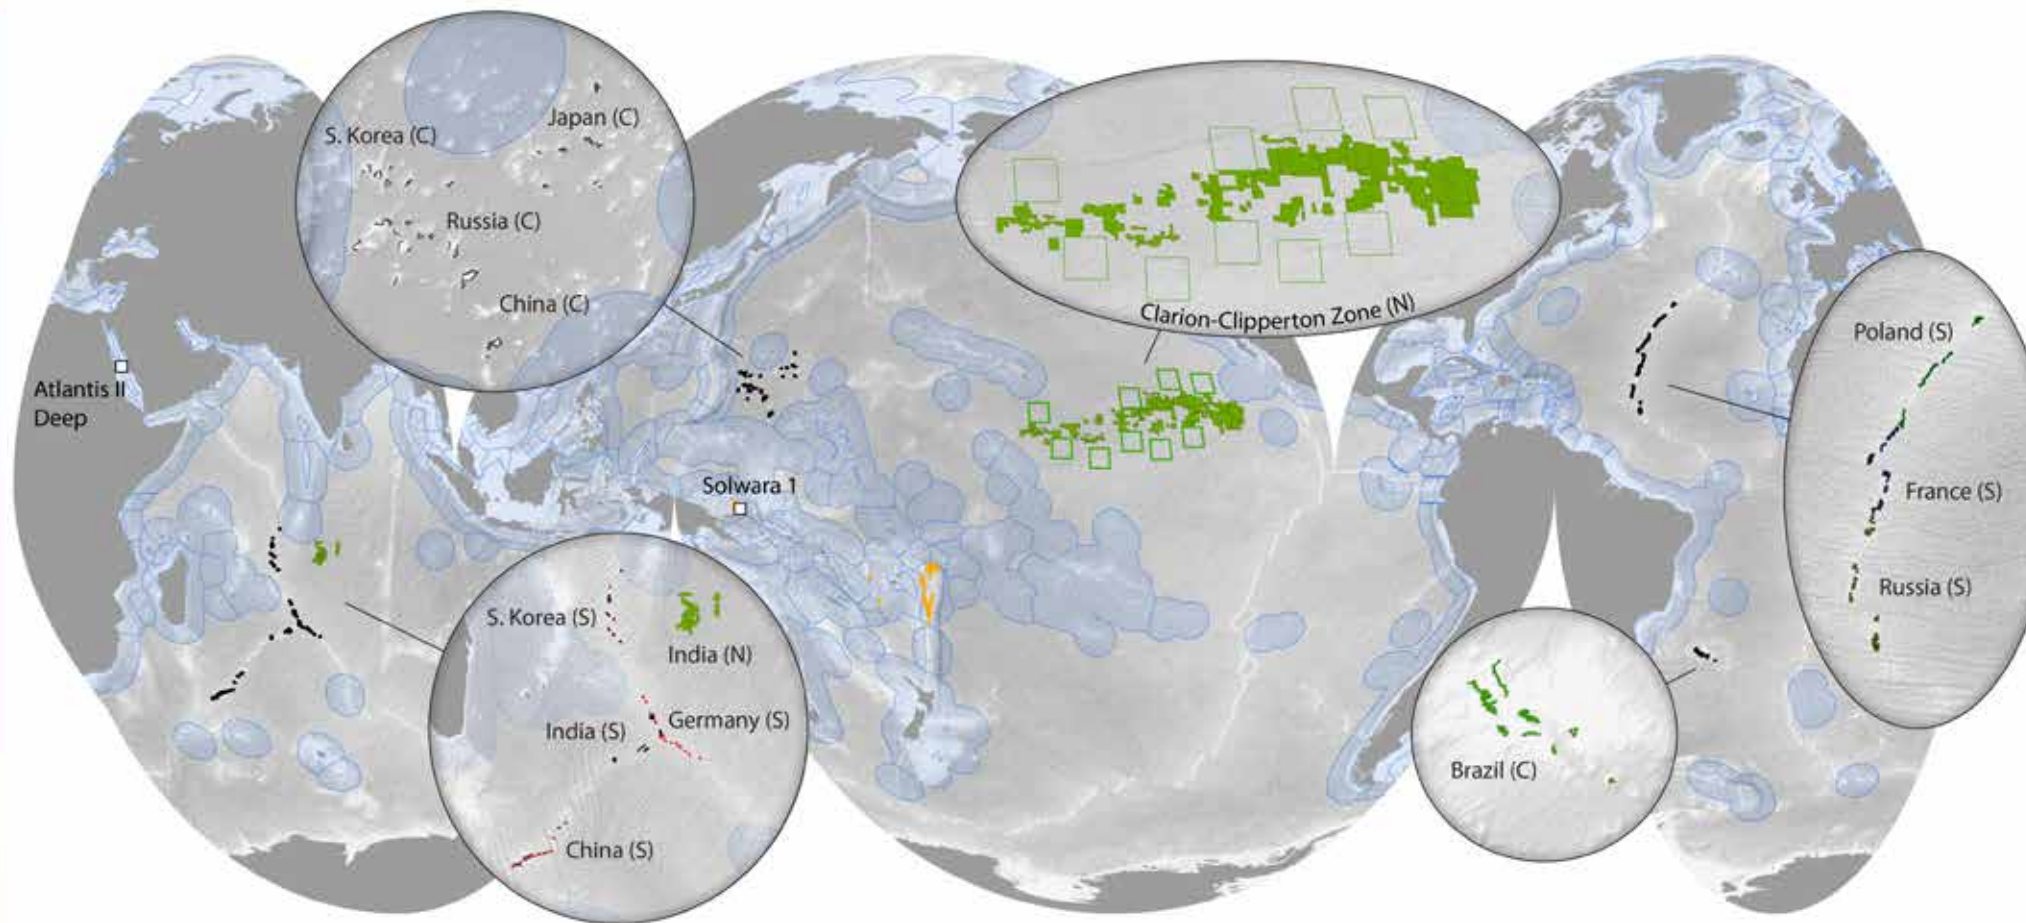 Japan (C)
S. Korea (C)
Russia (C)
China (C)
Clarion-Clipperton Zone (N)
Atlantis II
Deep
Solwara 1
S. Korea (S)
India (N)
Germany (S)
India (S)
China (S)
Poland (S)
France (S)
Russia (S)
Brazil (C)